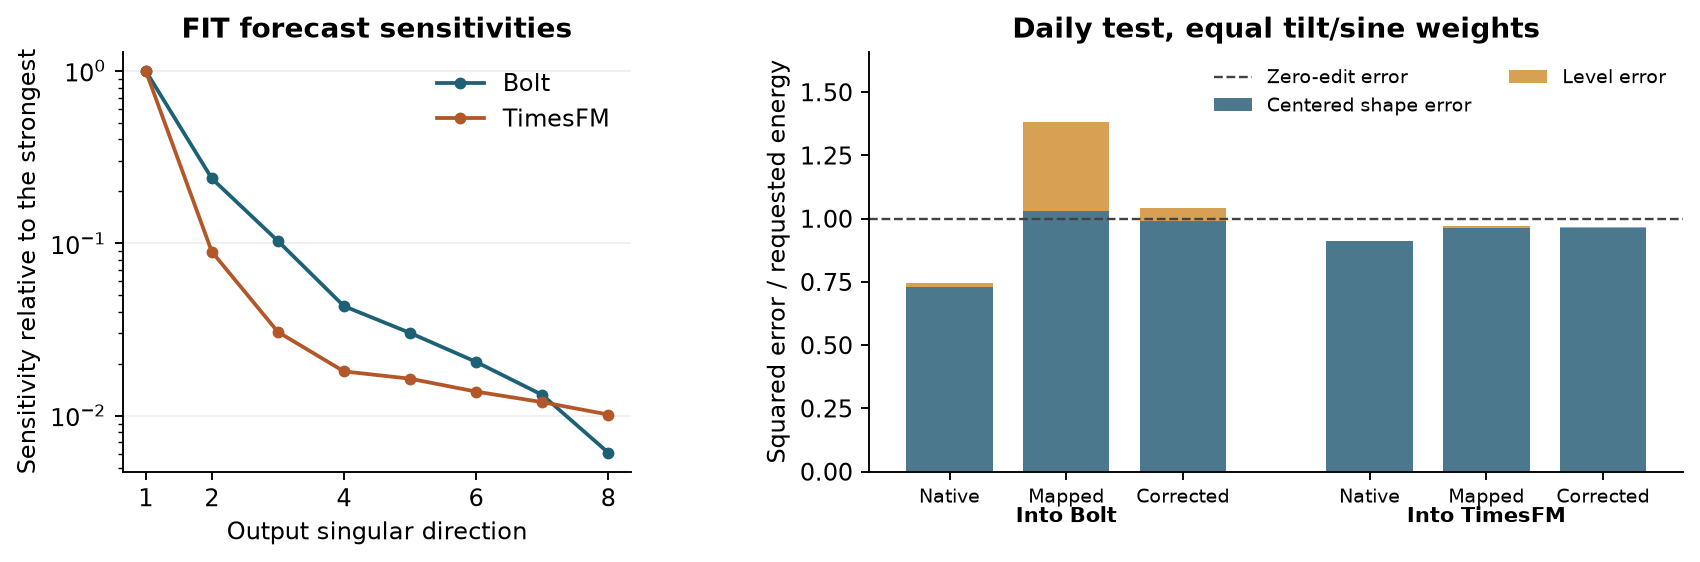 FIT forecast sensitivities
Sensitivity relative to the strongest
10⁰
10⁻¹
10⁻²
Bolt
TimesFM
1 2 4 6 8
Output singular direction
Daily test, equal tilt/sine weights
Squared error / requested energy
1.50
1.25
1.00
0.75
0.50
0.25
0.00
Zero-edit error
Centered shape error
Level error
Native Mapped Corrected Native Mapped Corrected
Into Bolt Into TimesFM